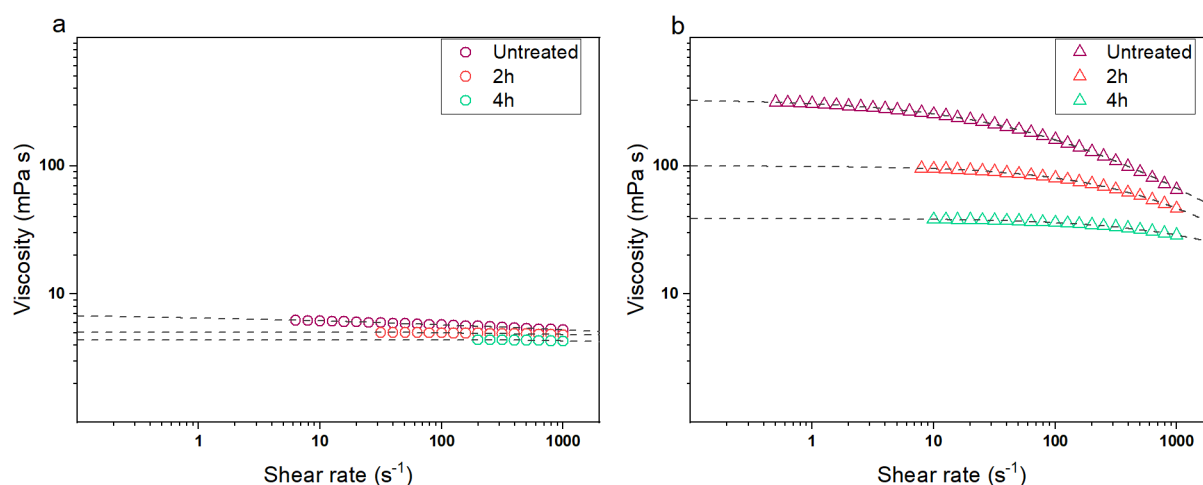 a
Untreated
2h
4h
100
10
Viscosity (mPa s)
1
10
100
1000
Shear rate (s⁻¹)
b
Untreated
2h
4h
100
10
Viscosity (mPa s)
1
10
100
1000
Shear rate (s⁻¹)